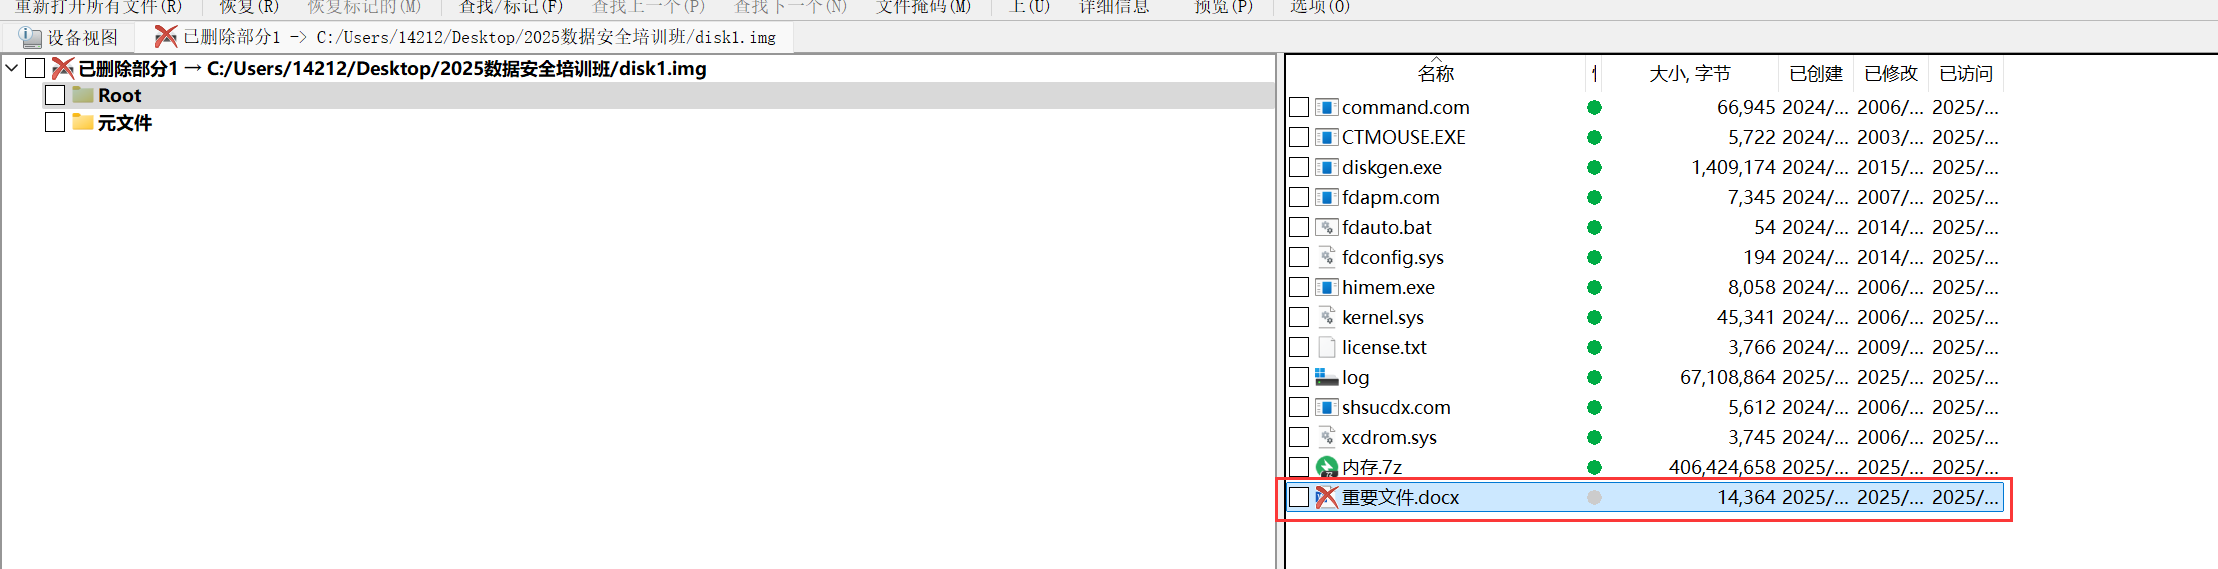 重新打开所有文件(R) 恢复(R) 恢复标记的(M) 查找/标记(F) 查找上一个(P) 查找下一个(N) 文件掩码(M) 上(U) 详细信息 预览(P) 选项(O)
设备视图 已删除部分1 -> C:/Users/14212/Desktop/2025数据安全培训班/disk1.img
已删除部分1 → C:/Users/14212/Desktop/2025数据安全培训班/disk1.img
Root
元文件
名称 大小, 字节 已创建 已修改 已访问
command.com 66,945 2024/... 2006/... 2025/...
CTMOUSE.EXE 5,722 2024/... 2003/... 2025/...
diskgen.exe 1,409,174 2024/... 2015/... 2025/...
fdapm.com 7,345 2024/... 2007/... 2025/...
fdauto.bat 54 2024/... 2014/... 2025/...
fdconfig.sys 194 2024/... 2014/... 2025/...
himem.exe 8,058 2024/... 2006/... 2025/...
kernel.sys 45,341 2024/... 2006/... 2025/...
license.txt 3,766 2024/... 2009/... 2025/...
log 67,108,864 2025/... 2025/... 2025/...
shsucdx.com 5,612 2024/... 2006/... 2025/...
xcdrom.sys 3,745 2024/... 2006/... 2025/...
内存.7z 406,424,658 2025/... 2025/... 2025/...
重要文件.docx 14,364 2025/... 2025/... 2025/...